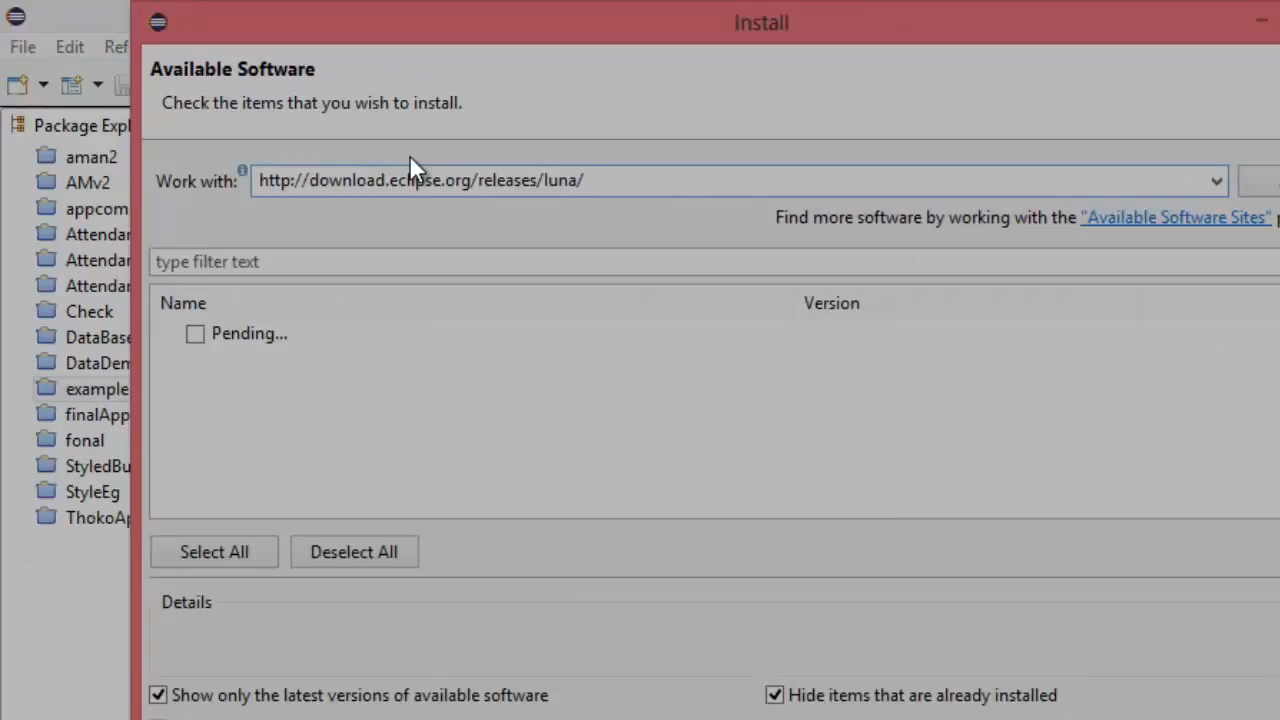 Install
File Edit Ref
Available Software
Check the items that you wish to install.
Package Expl
Work with: http://download.eclipse.org/releases/luna/
Find more software by working with the "Available Software Sites" p
type filter text
Name Version
Pending...
aman2
AMv2
appcom
Attendan
Attendan
Attendan
Check
DataBase
DataDem
example
finalApp
fonal
StyledBu
StyleEg
ThokoAp
Select All Deselect All
Details
Show only the latest versions of available software Hide items that are already installed